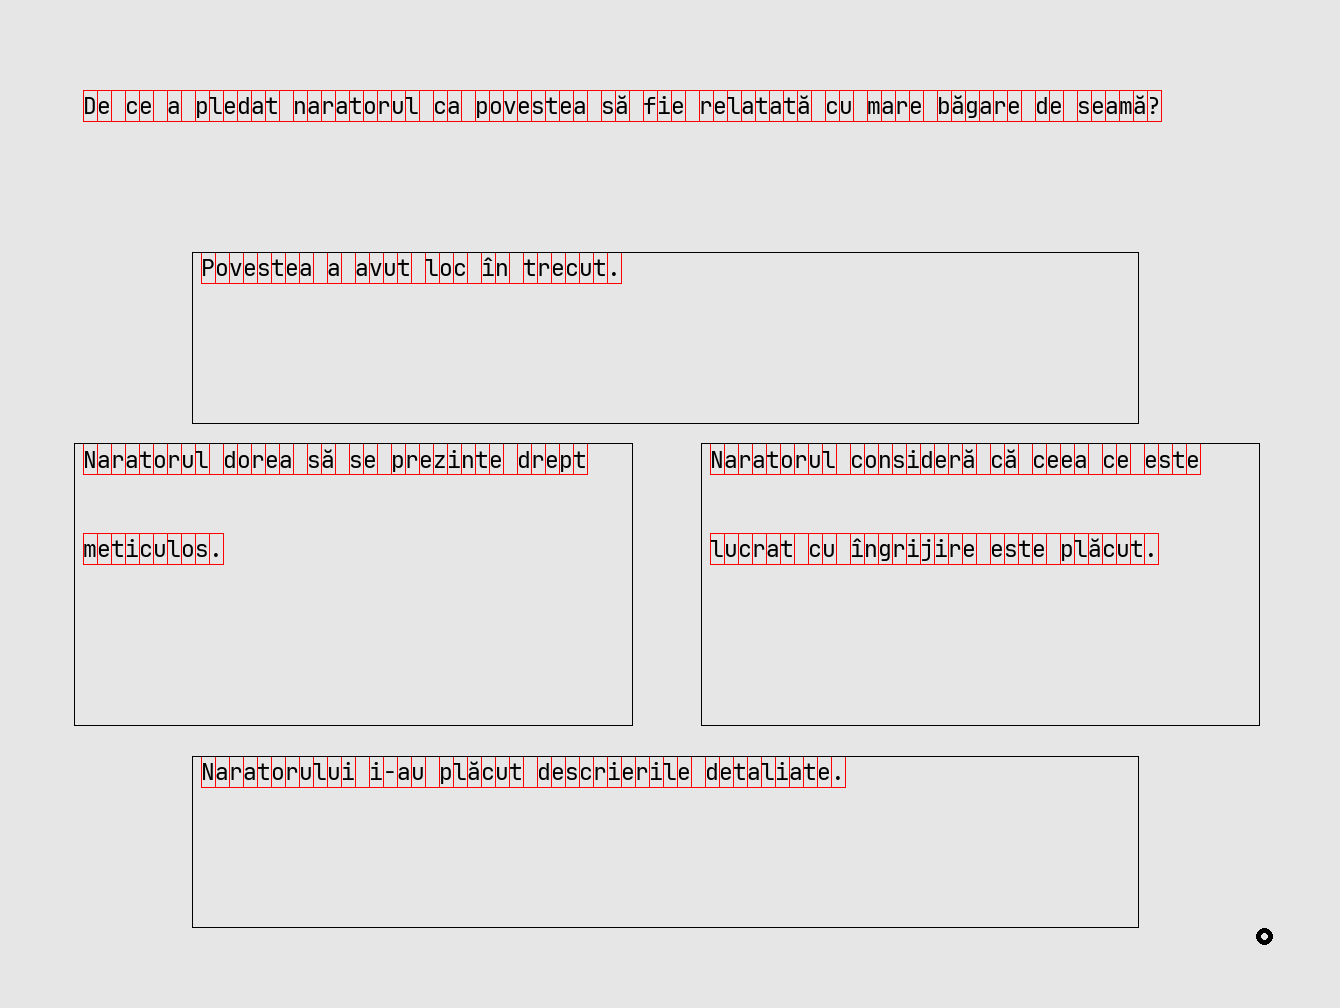 De ce a pledat naratorul ca povestea să fie relatată cu mare băgare de seamă?
Povestea a avut loc în trecut.
Naratorul dorea să se prezinte drept
meticulos.
Naratorul consideră că ceea ce este
lucrat cu îngrijire este plăcut.
Naratorului i-au plăcut descrierile detaliate.